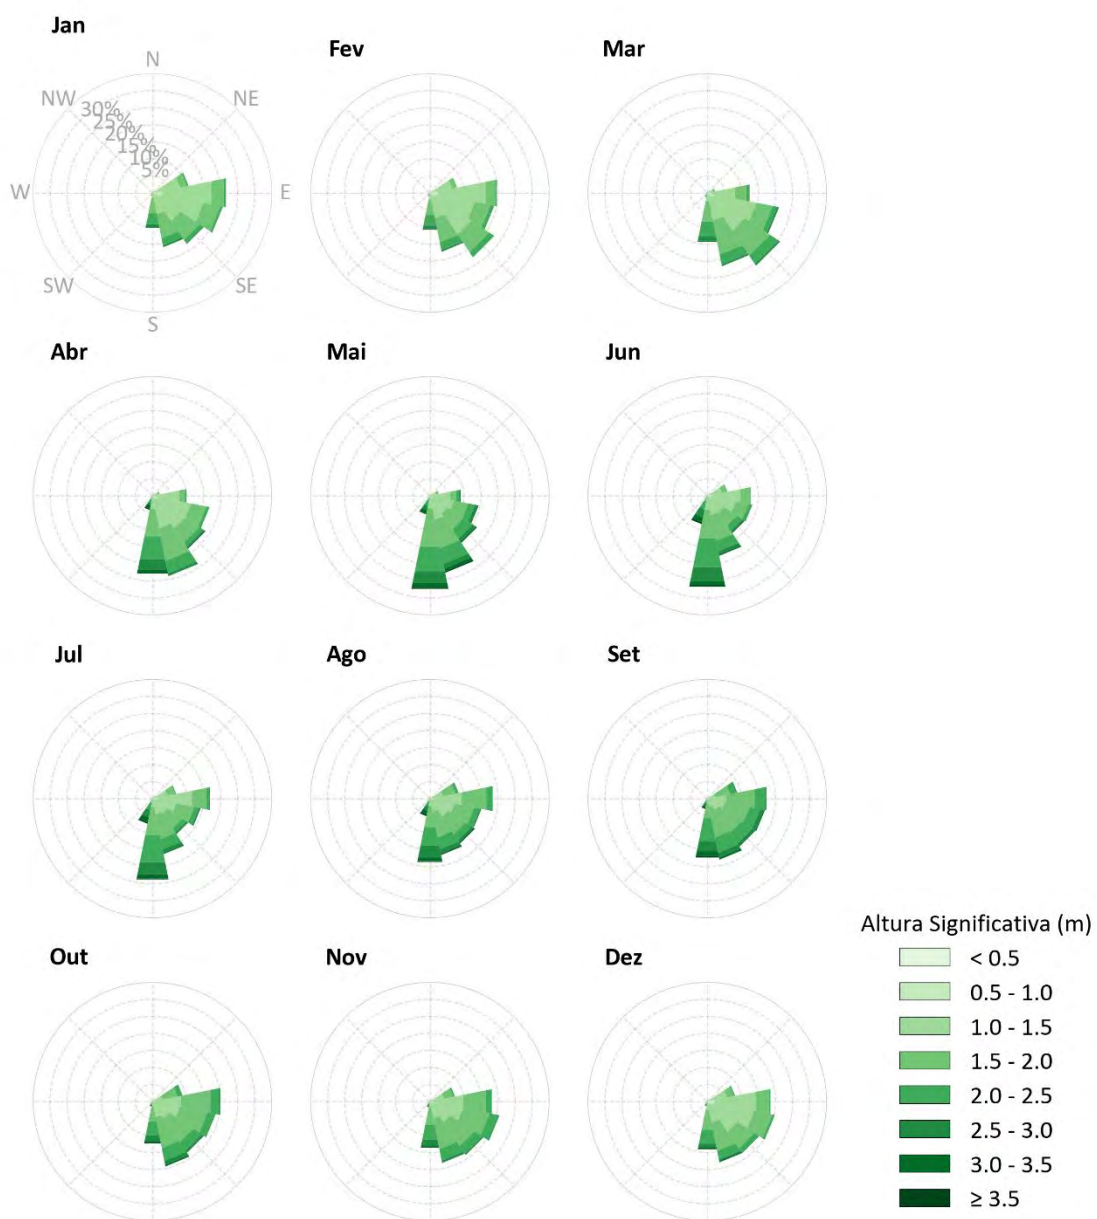 Jan
Fev
Mar
N
NW
NE
30%
25%
20%
15%
10%
5%
W
E
SW
SE
S
Abr
Mai
Jun
Jul
Ago
Set
Out
Nov
Dez
Altura Significativa (m)
< 0.5
0.5 - 1.0
1.0 - 1.5
1.5 - 2.0
2.0 - 2.5
2.5 - 3.0
3.0 - 3.5
≥ 3.5